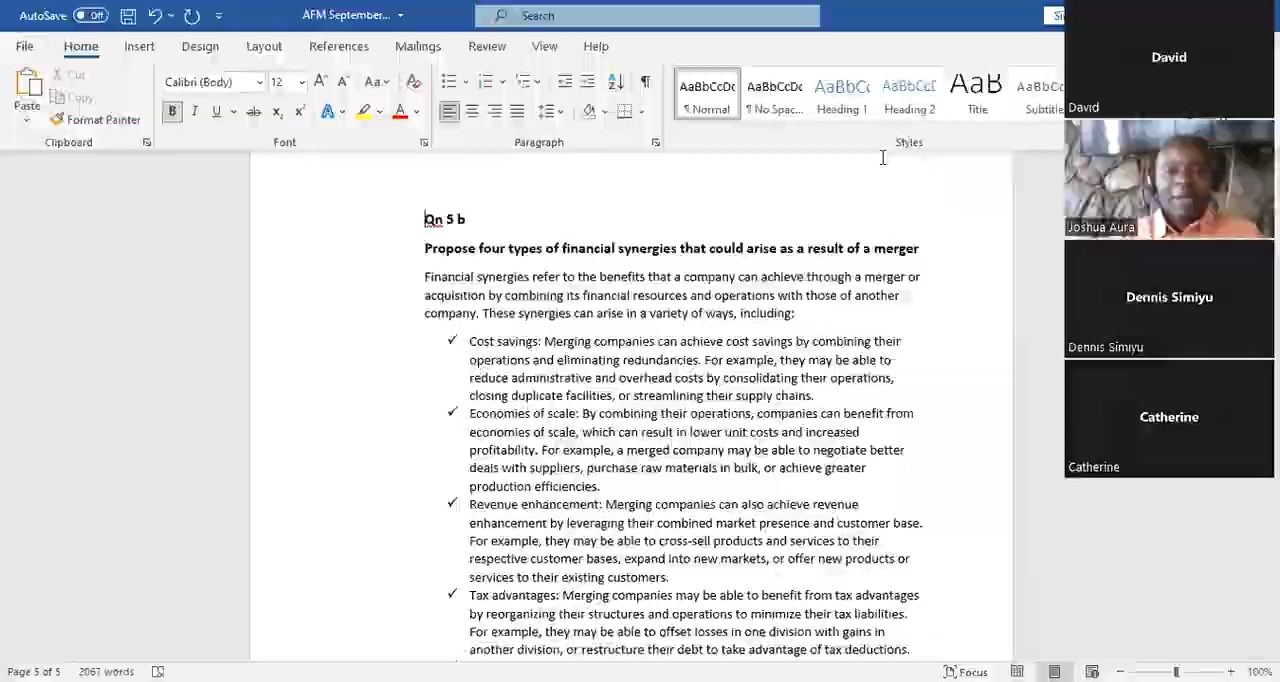 AutoSave Off AFM September... Search
File Home Insert Design Layout References Mailings Review View Help
Paste Cut Copy Format Painter
Calibri (Body) 12
AaBbCcDc AaBbCcDc AaBbCc AaBbCcE AaB
¶ Normal ¶ No Spac... Heading 1 Heading 2 Title Subtitle
Clipboard Font Paragraph Styles
Qn 5 b
Propose four types of financial synergies that could arise as a result of a merger
Financial synergies refer to the benefits that a company can achieve through a merger or
acquisition by combining its financial resources and operations with those of another
company. These synergies can arise in a variety of ways, including:
✓ Cost savings: Merging companies can achieve cost savings by combining their
operations and eliminating redundancies. For example, they may be able to
reduce administrative and overhead costs by consolidating their operations,
closing duplicate facilities, or streamlining their supply chains.
✓ Economies of scale: By combining their operations, companies can benefit from
economies of scale, which can result in lower unit costs and increased
profitability. For example, a merged company may be able to negotiate better
deals with suppliers, purchase raw materials in bulk, or achieve greater
production efficiencies.
✓ Revenue enhancement: Merging companies can also achieve revenue
enhancement by leveraging their combined market presence and customer base.
For example, they may be able to cross-sell products and services to their
respective customer bases, expand into new markets, or offer new products or
services to their existing customers.
✓ Tax advantages: Merging companies may be able to benefit from tax advantages
by reorganizing their structures and operations to minimize their tax liabilities.
For example, they may be able to offset losses in one division with gains in
another division, or restructure their debt to take advantage of tax deductions.
Page 5 of 5 2067 words Focus 100%
David
David
Joshua Aura
Dennis Simiyu
Dennis Simiyu
Catherine
Catherine